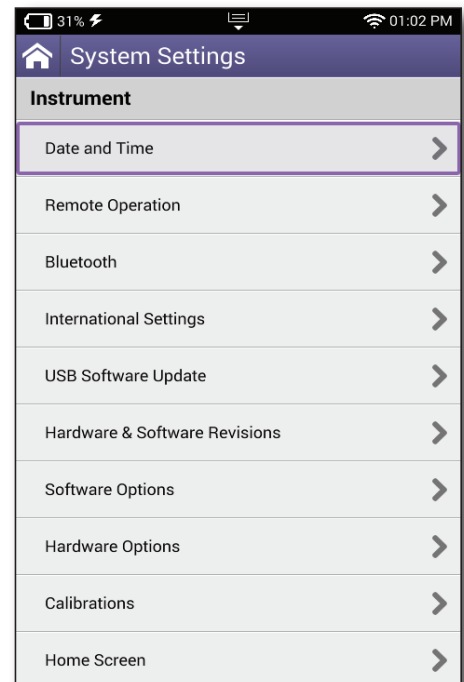 31% 01:02 PM
System Settings
Instrument
Date and Time
Remote Operation
Bluetooth
International Settings
USB Software Update
Hardware & Software Revisions
Software Options
Hardware Options
Calibrations
Home Screen